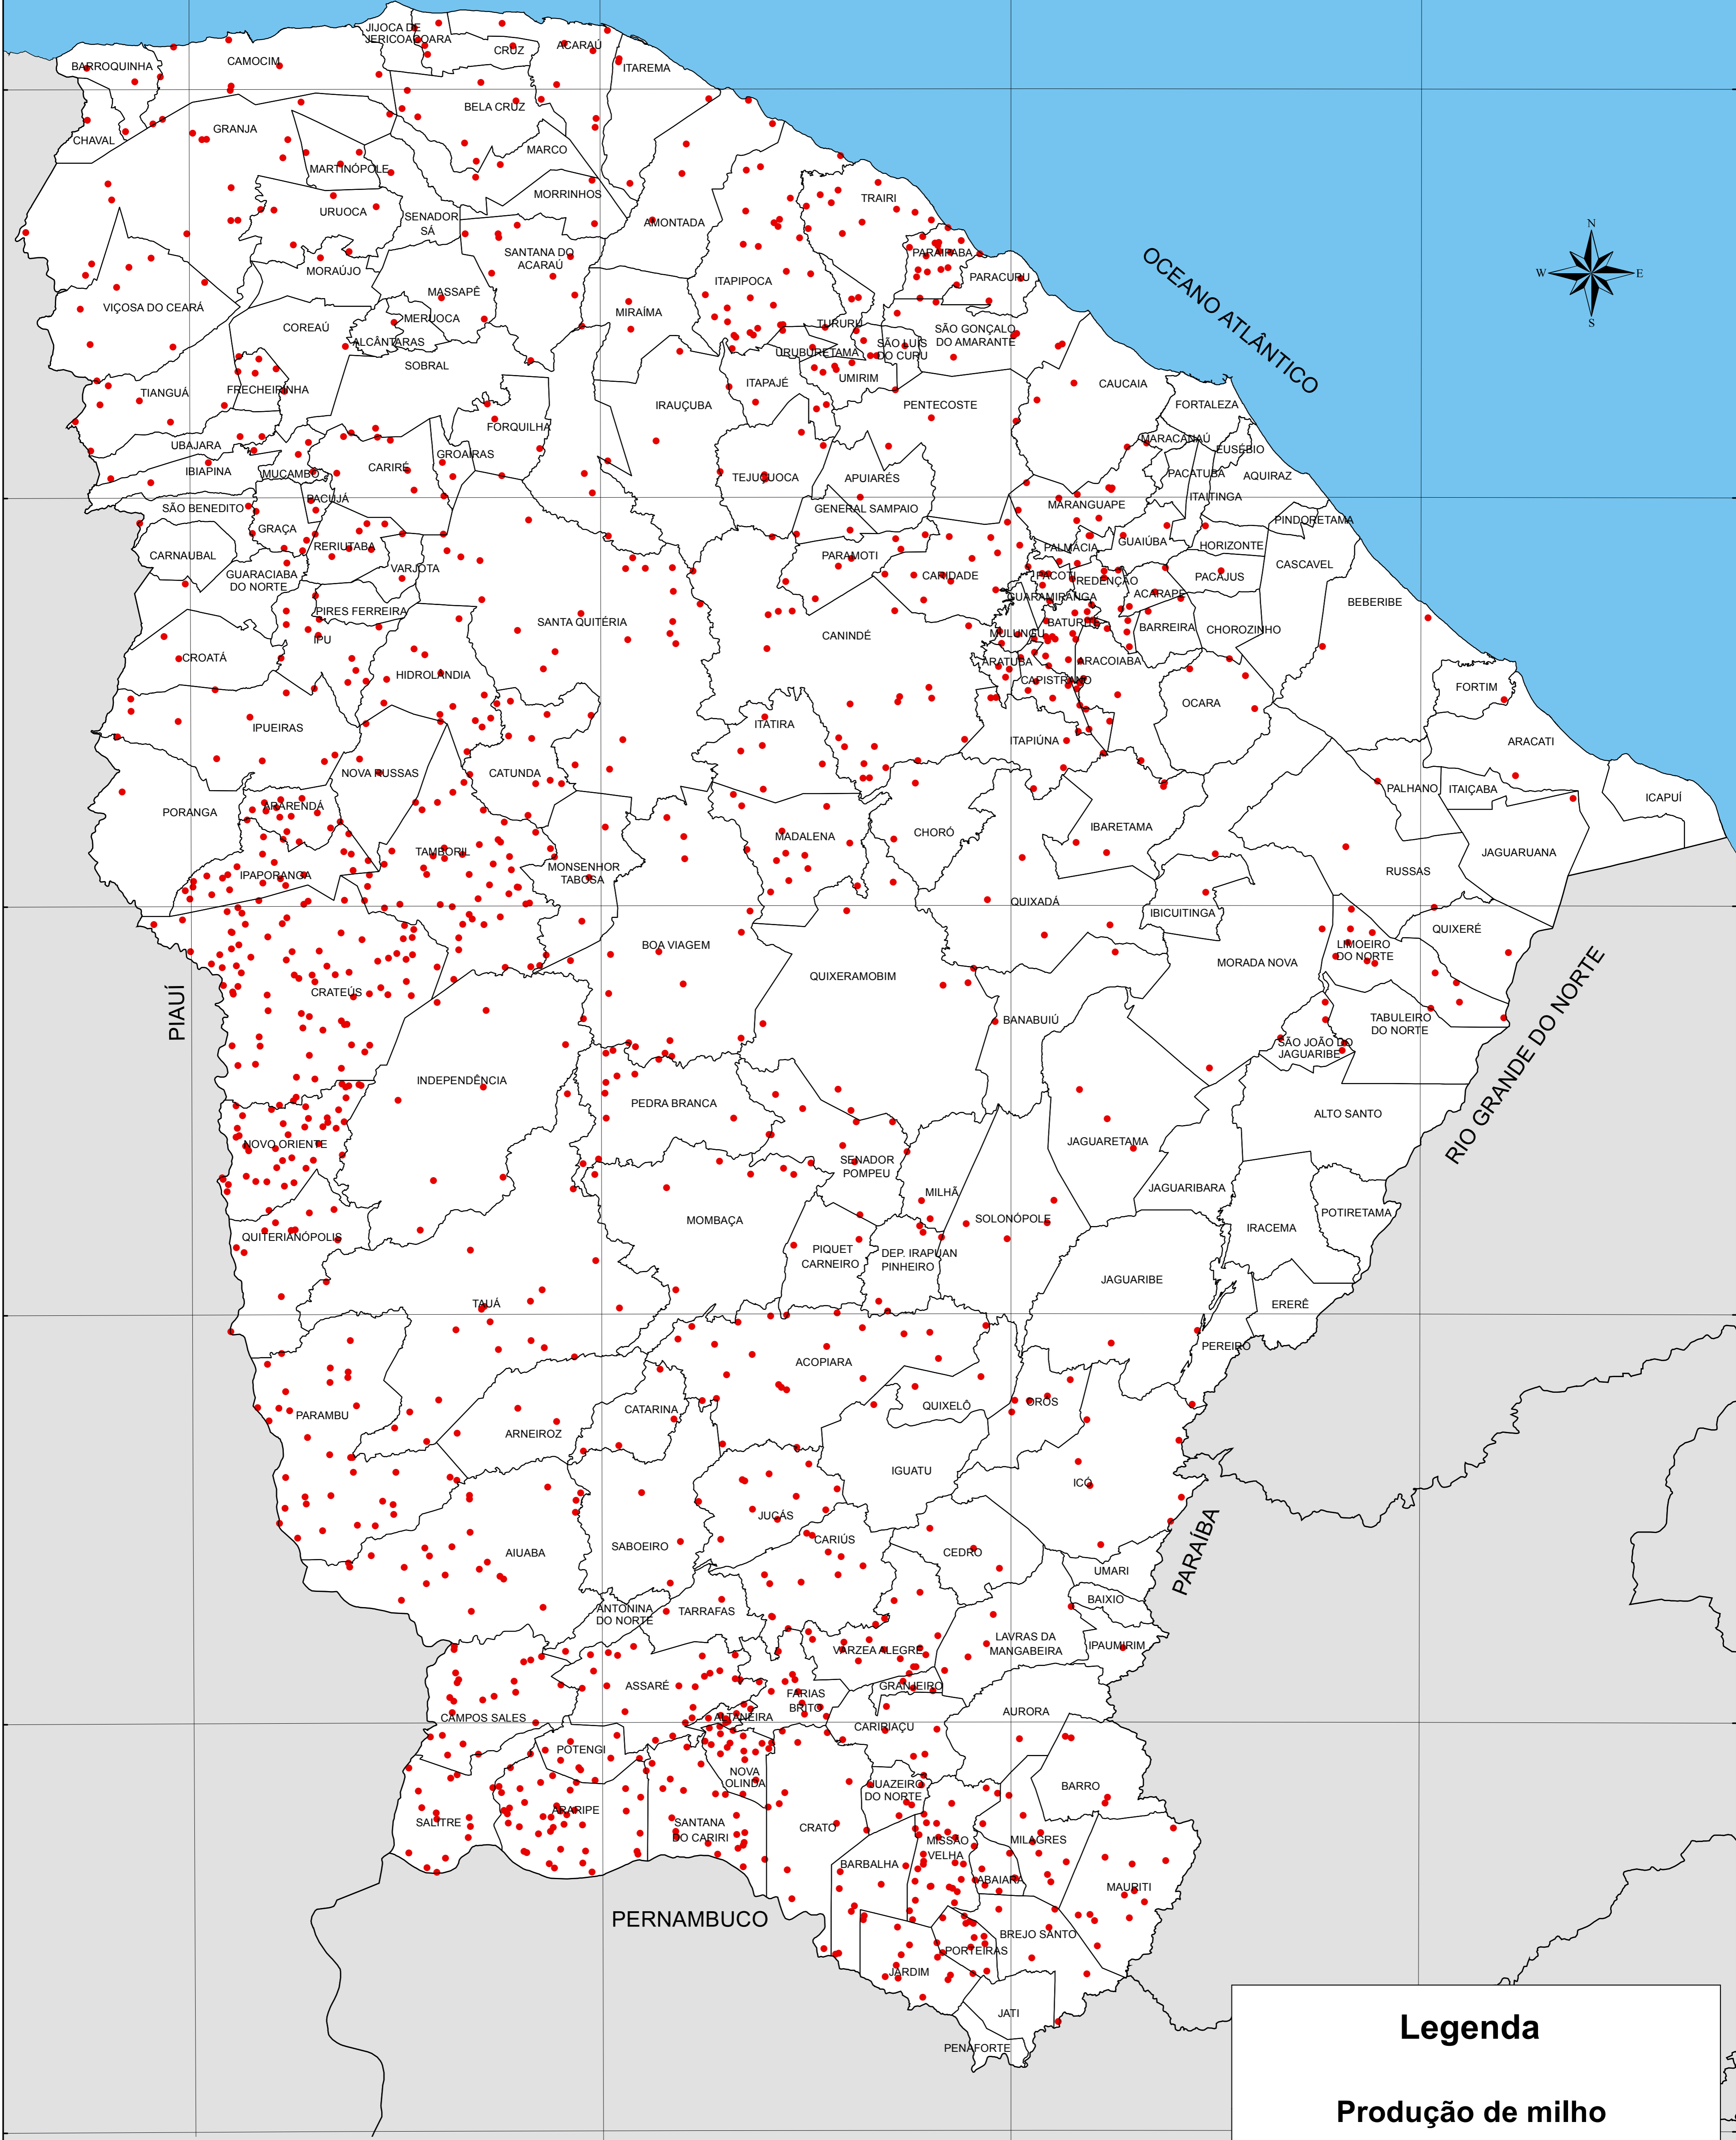 JIJOCA DE
JERICOACOARA
CRUZ
ACARAÚ
ITAREMA
BARROQUINHA
CAMOCIM
BELA CRUZ
CHAVAL
GRANJA
MARCO
MARTINÓPOLE
MORRINHOS
URUOCA
SENADOR
SÁ
AMONTADA
TRAIRI
SANTANA DO
ACARAÚ
MORAÚJO
PARAIPABA
PARACURU
ITAPIPOCA
MASSAPÊ
VIÇOSA DO CEARÁ
MIRAÍMA
MERUOCA
COREAÚ
TURURU
SÃO GONÇALO
DO AMARANTE
ALCÂNTARAS
SÃO LUÍS
DO CURU
URUBURETAMA
SOBRAL
UMIRIM
ITAPAJÉ
CAUCAIA
TIANGUÁ
FRECHEIRINHA
IRAUÇUBA
PENTECOSTE
FORTALEZA
FORQUILHA
UBAJARA
MARACANAÚ
EUSÉBIO
GROAÍRAS
IBIAPINA
MUCAMBO
CARIRÉ
TEJUÇUOCA
APUIARÉS
PACATUBA
AQUIRAZ
PACUJÁ
ITAITINGA
SÃO BENEDITO
GENERAL SAMPAIO
MARANGUAPE
PINDORETAMA
GRAÇA
CARNAUBAL
RERIUTABA
PARAMOTI
PALMÁCIA
GUAIÚBA
HORIZONTE
CASCAVEL
GUARACIABA
DO NORTE
VARJOTA
CARIDADE
PACOTI
REDENÇÃO
PACAJUS
GUARAMIRANGA
ACARAPE
BEBERIBE
PIRES FERREIRA
IPU
SANTA QUITÉRIA
CANINDÉ
MULUNGU
BATURITÉ
BARREIRA
CHOROZINHO
CROATÁ
ARATUBA
ARACOIABA
HIDROLÂNDIA
CAPISTRANO
FORTIM
OCARA
IPUEIRAS
ITATIRA
ITAPIÚNA
ARACATI
NOVA RUSSAS
CATUNDA
PORANGA
ARARENDÁ
PALHANO
ITAIÇABA
ICAPUÍ
MADALENA
CHORÓ
IBARETAMA
TAMBORIL
MONSENHOR
TABOSA
JAGUARUANA
IPAPORANGA
RUSSAS
QUIXADÁ
IBICUITINGA
QUIXERÉ
BOA VIAGEM
LIMOEIRO
DO NORTE
MORADA NOVA
QUIXERAMOBIM
CRATEÚS
BANABUIÚ
TABULEIRO
DO NORTE
SÃO JOÃO DO
JAGUARIBE
INDEPENDÊNCIA
PEDRA BRANCA
ALTO SANTO
NOVO ORIENTE
JAGUARETAMA
SENADOR
POMPEU
MILHÃ
JAGUARIBARA
MOMBAÇA
SOLONÓPOLE
POTIRETAMA
IRACEMA
QUITERIANÓPOLIS
PIQUET
CARNEIRO
DEP. IRAPUAN
PINHEIRO
JAGUARIBE
TAUÁ
ERERÊ
PEREIRO
ACOPIARA
PARAMBU
CATARINA
QUIXELÔ
ORÓS
ARNEIROZ
IGUATU
ICÓ
JUCÁS
CARIÚS
SABOEIRO
AIUABA
CEDRO
UMARI
BAIXIO
ANTONINA
DO NORTE
TARRAFAS
LAVRAS DA
MANGABEIRA
IPAUMIRIM
VARZEA ALEGRE
ASSARÉ
GRANJEIRO
FARIAS
BRITO
AURORA
CAMPOS SALES
ALTANEIRA
CARIRIAÇU
POTENGI
NOVA
OLINDA
JUAZEIRO
DO NORTE
BARRO
ARARIPE
SALITRE
SANTANA
DO CARIRI
CRATO
MISSÃO
VELHA
MILAGRES
BARBALHA
ABAIARA
MAURITI
BREJO SANTO
PORTEIRAS
JARDIM
JATI
PENAFORTE
OCEANO ATLÂNTICO
PIAUÍ
RIO GRANDE DO NORTE
PARAÍBA
PERNAMBUCO
N
W
E
S
Legenda
Produção de milho